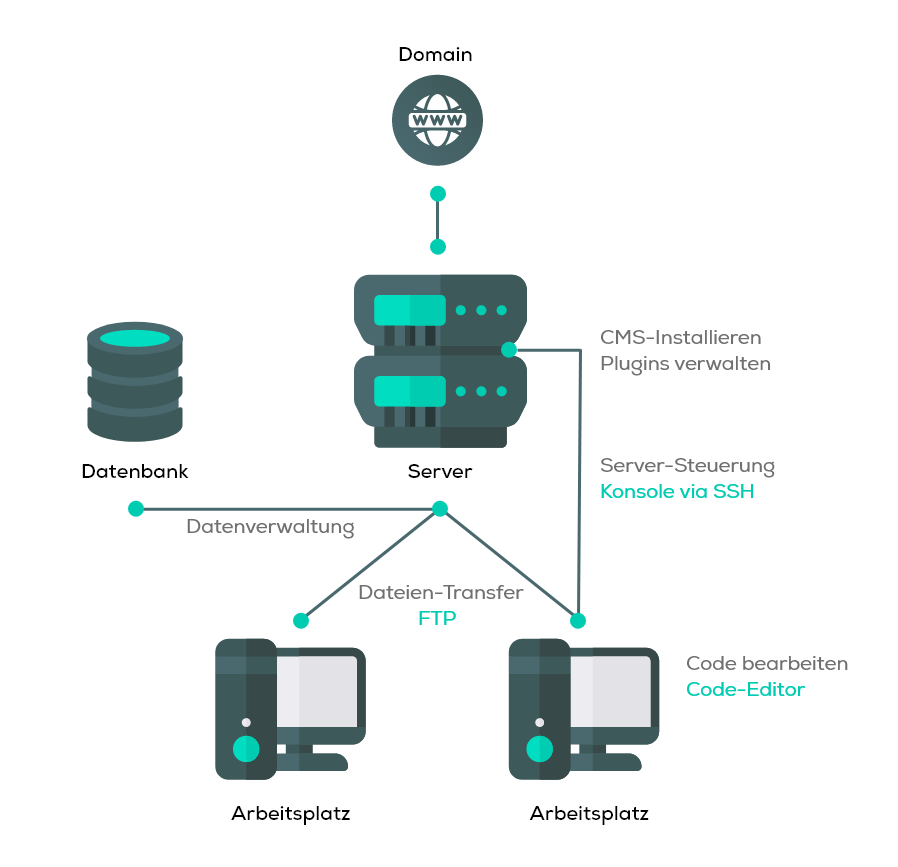 Domain
WWW
CMS-Installieren
Plugins verwalten
Datenbank
Server
Server-Steuerung
Konsole via SSH
Datenverwaltung
Dateien-Transfer
FTP
Code bearbeiten
Code-Editor
Arbeitsplatz
Arbeitsplatz